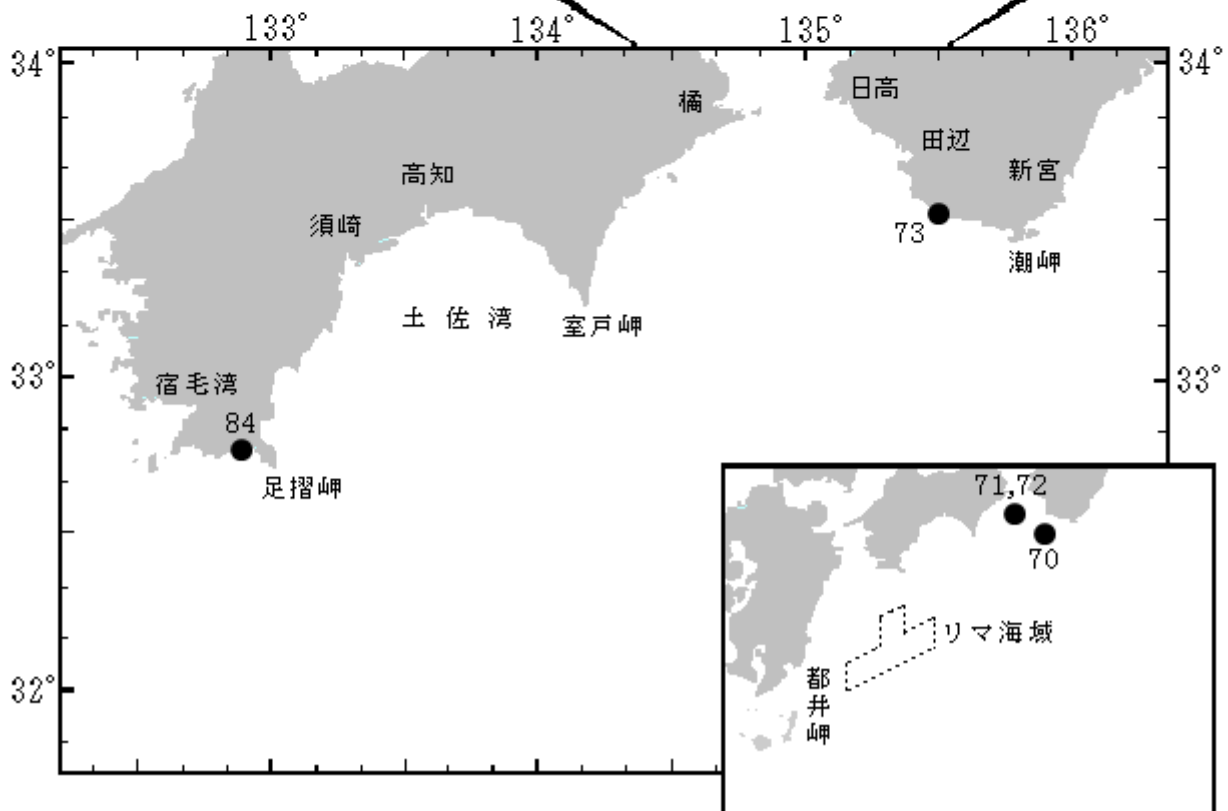 133° 134° 135° 136°
34° 34°
橘
日高
田辺
高知
新宮
須崎
73
潮岬
土佐湾
室戸岬
33° 33°
宿毛湾
84
足摺岬
71,72
70
リマ海域
都井岬
32°